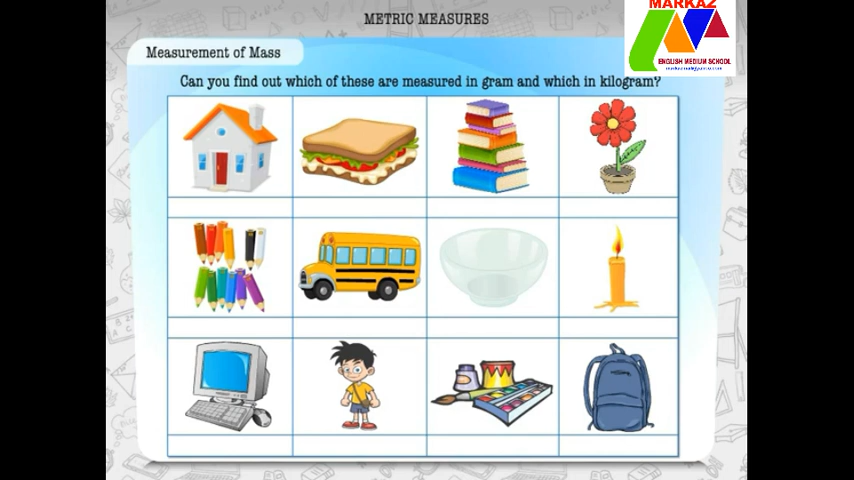 METRIC MEASURES
MARKAZ
ENGLISH MEDIUM SCHOOL
Measurement of Mass
Can you find out which of these are measured in gram and which in kilogram?